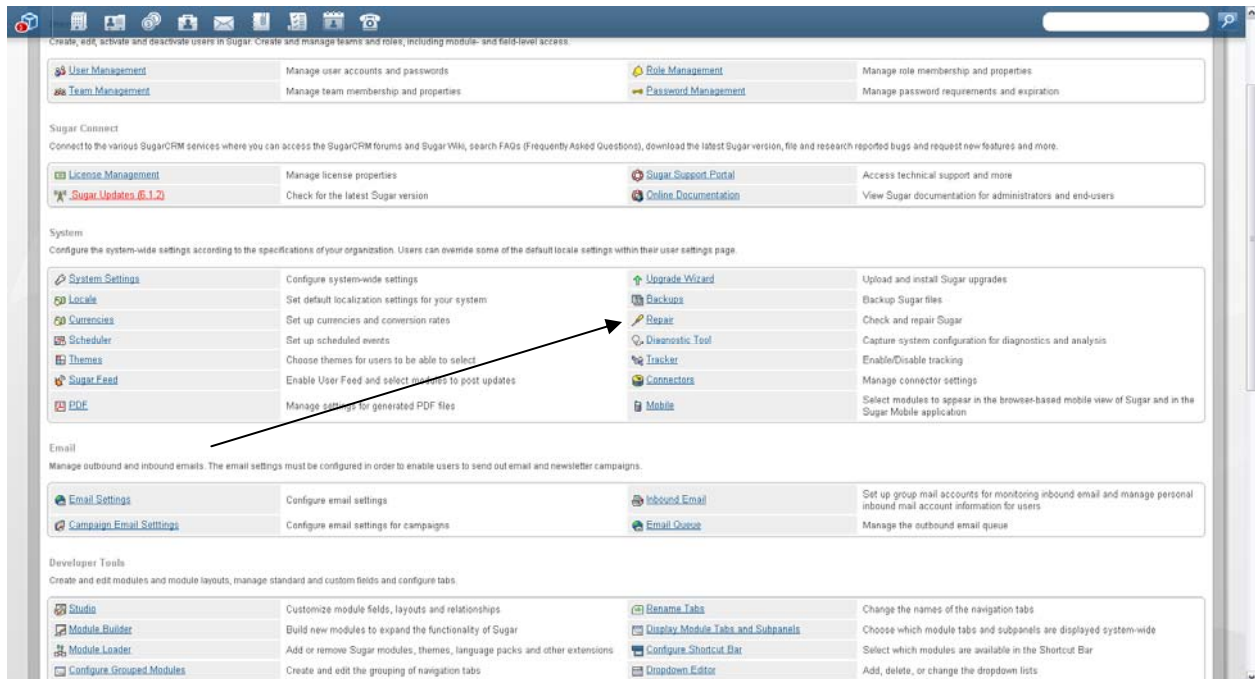 Create, edit, activate and deactivate users in Sugar. Create and manage teams and roles, including module- and field-level access.
User Management Manage user accounts and passwords Role Management Manage role membership and properties
Team Management Manage team membership and properties Password Management Manage password requirements and expiration
Sugar Connect
Connect to the various SugarCRM services where you can access the SugarCRM forums and Sugar Wiki, search FAQs (Frequently Asked Questions), download the latest Sugar version, file and research reported bugs and request new features and more.
License Management Manage license properties Sugar Support Portal Access technical support and more
Sugar Updates (6.1.2) Check for the latest Sugar version Online Documentation View Sugar documentation for administrators and end-users
System
Configure the system-wide settings according to the specifications of your organization. Users can override some of the default locale settings within their user settings page.
System Settings Configure system-wide settings Upgrade Wizard Upload and install Sugar upgrades
Locale Set default localization settings for your system Backups Backup Sugar files
Currencies Set up currencies and conversion rates Repair Check and repair Sugar
Scheduler Set up scheduled events Diagnostic Tool Capture system configuration for diagnostics and analysis
Themes Choose themes for users to be able to select Tracker Enable/Disable tracking
Sugar Feed Enable User Feed and select modules to post updates Connectors Manage connector settings
PDF Manage settings for generated PDF files Mobile Select modules to appear in the browser-based mobile view of Sugar and in the
Sugar Mobile application
Email
Manage outbound and inbound emails. The email settings must be configured in order to enable users to send out email and newsletter campaigns.
Email Settings Configure email settings Inbound Email Set up group mail accounts for monitoring inbound email and manage personal
inbound mail account information for users
Campaign Email Setttings Configure email settings for campaigns Email Queue Manage the outbound email queue
Developer Tools
Create and edit modules and module layouts, manage standard and custom fields and configure tabs.
Studio Customize module fields, layouts and relationships Rename Tabs Change the names of the navigation tabs
Module Builder Build new modules to expand the functionality of Sugar Display Module Tabs and Subpanels Choose which module tabs and subpanels are displayed system-wide
Module Loader Add or remove Sugar modules, themes, language packs and other extensions Configure Shortcut Bar Select which modules are available in the Shortcut Bar
Configure Grouped Modules Create and edit the grouping of navigation tabs Dropdown Editor Add, delete, or change the dropdown lists